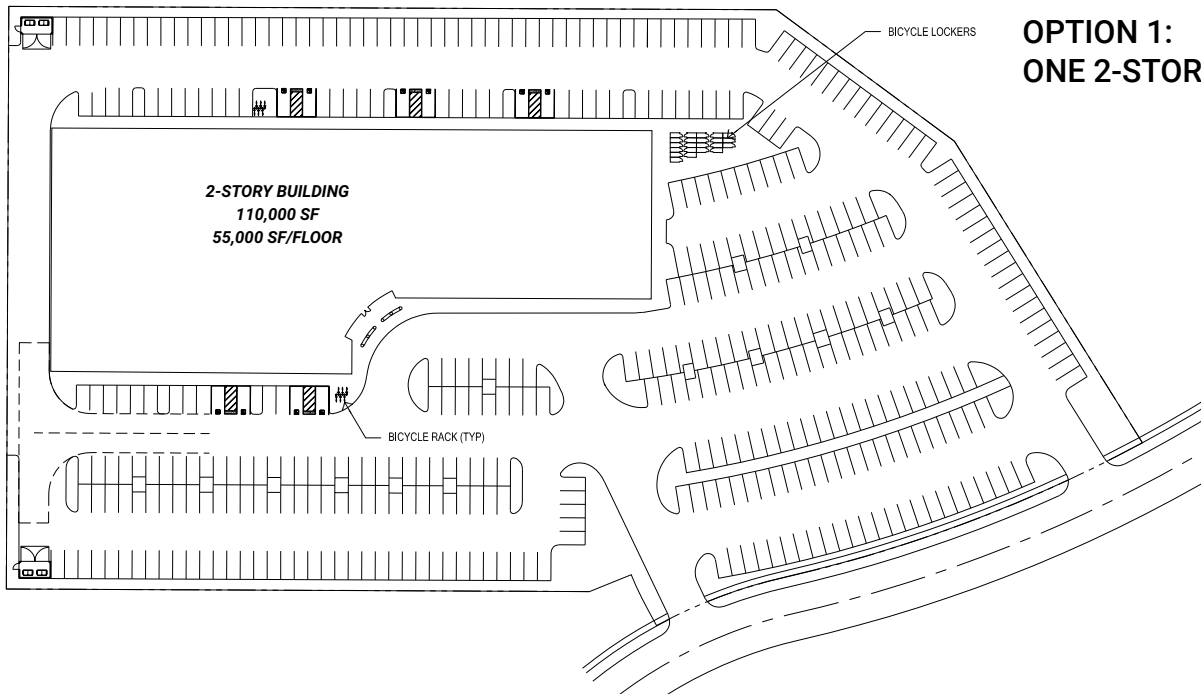 BICYCLE LOCKERS
OPTION 1:
ONE 2-STOR
2-STORY BUILDING
110,000 SF
55,000 SF/FLOOR
BICYCLE RACK (TYP)